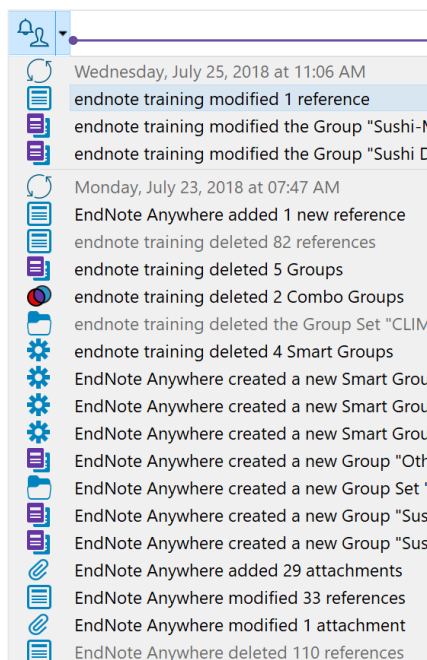 Wednesday, July 25, 2018 at 11:06 AM
endnote training modified 1 reference
endnote training modified the Group "Sushi-
endnote training modified the Group "Sushi
Monday, July 23, 2018 at 07:47 AM
EndNote Anywhere added 1 new reference
endnote training deleted 82 references
endnote training deleted 5 Groups
endnote training deleted 2 Combo Groups
endnote training deleted the Group Set "CLIM
endnote training deleted 4 Smart Groups
EndNote Anywhere created a new Smart Grou
EndNote Anywhere created a new Smart Grou
EndNote Anywhere created a new Smart Grou
EndNote Anywhere created a new Group "Oth
EndNote Anywhere created a new Group Set "
EndNote Anywhere created a new Group "Sus
EndNote Anywhere created a new Group "Sus
EndNote Anywhere added 29 attachments
EndNote Anywhere modified 33 references
EndNote Anywhere modified 1 attachment
EndNote Anywhere deleted 110 references